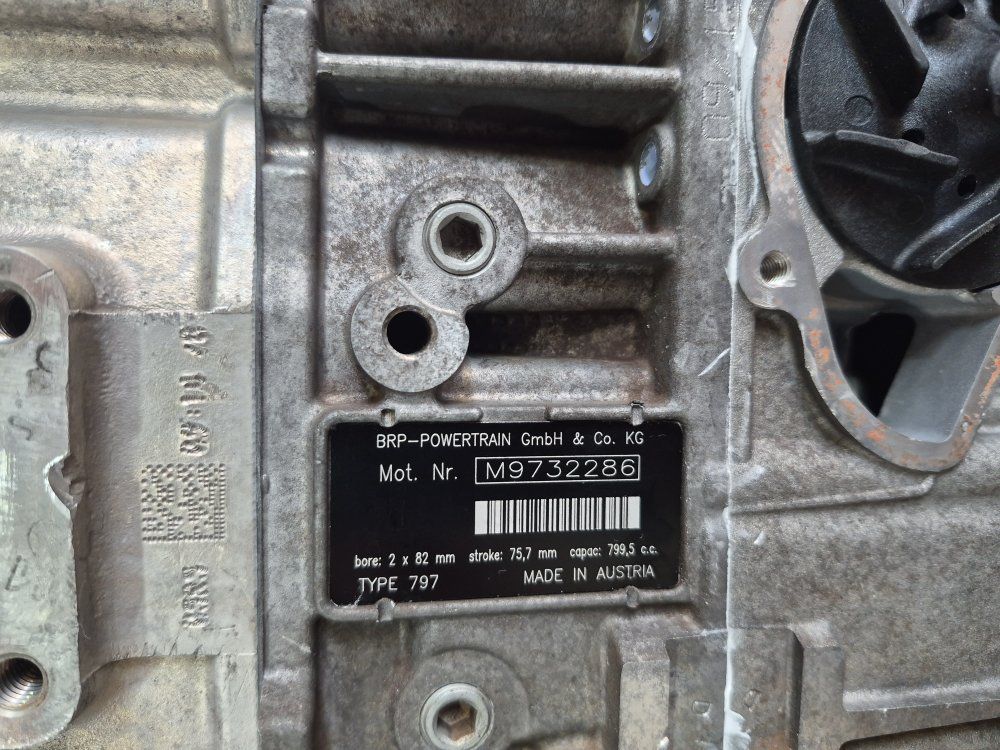 BRP-POWERTRAIN GmbH & Co. KG
Mot. Nr. M9732286
bore: 2 x 82 mm stroke: 75,7 mm capac: 799,5 c.c.
TYPE 797 MADE IN AUSTRIA